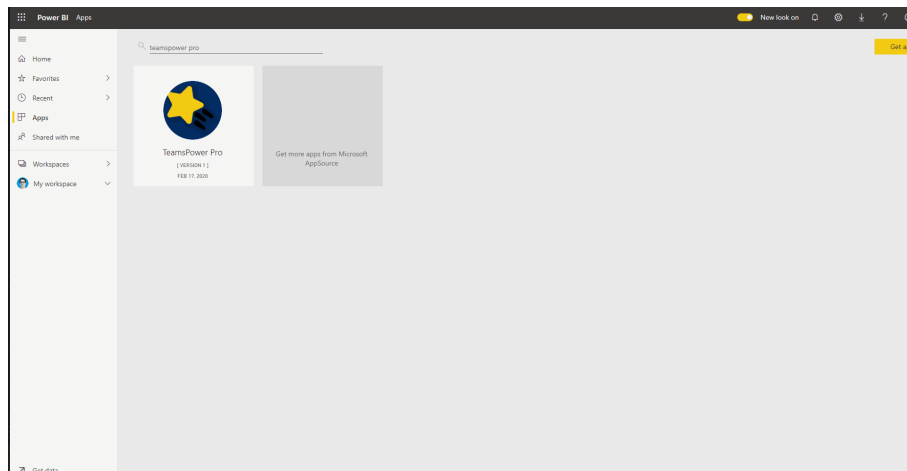 Power BI Apps
New look on
?
teamspower pro
Get a
Home
Favorites
Recent
Apps
Shared with me
Workspaces
My workspace
TeamsPower Pro
[ VERSION 1 ]
FEB 17, 2020
Get more apps from Microsoft
AppSource
Get data